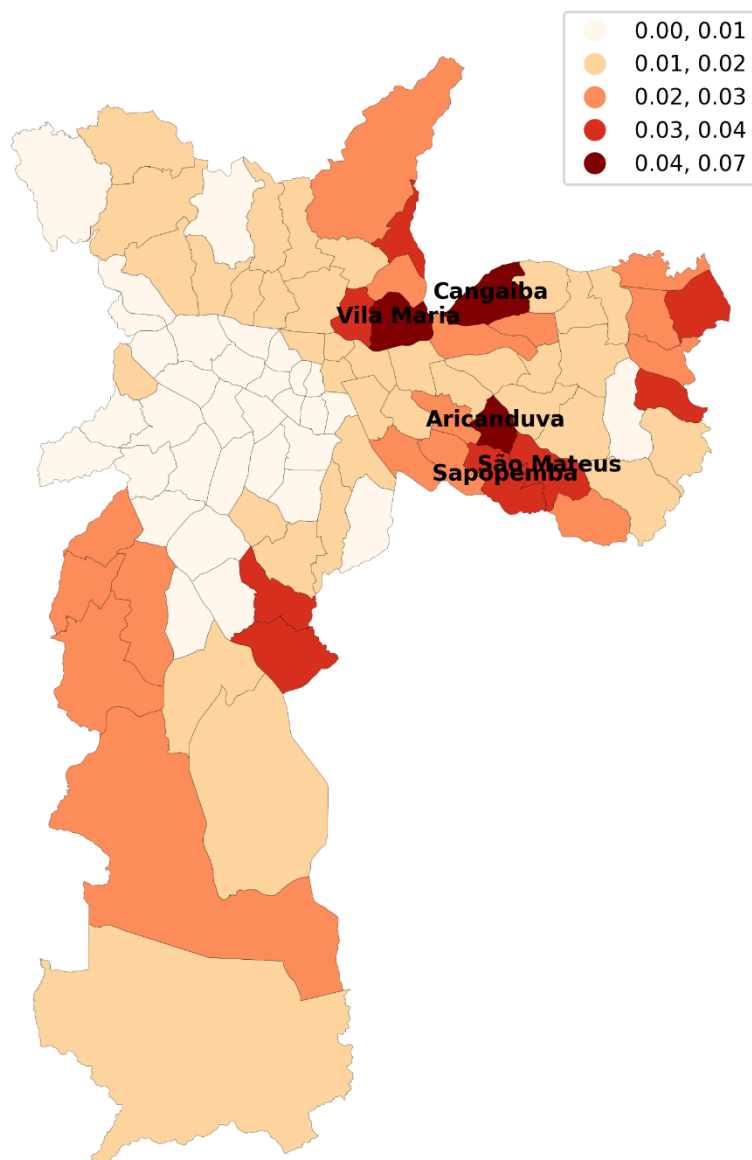 0.00, 0.01
0.01, 0.02
0.02, 0.03
0.03, 0.04
0.04, 0.07
Cangaiba
Vila Maria
Aricanduva
São Mateus
Sapopemba